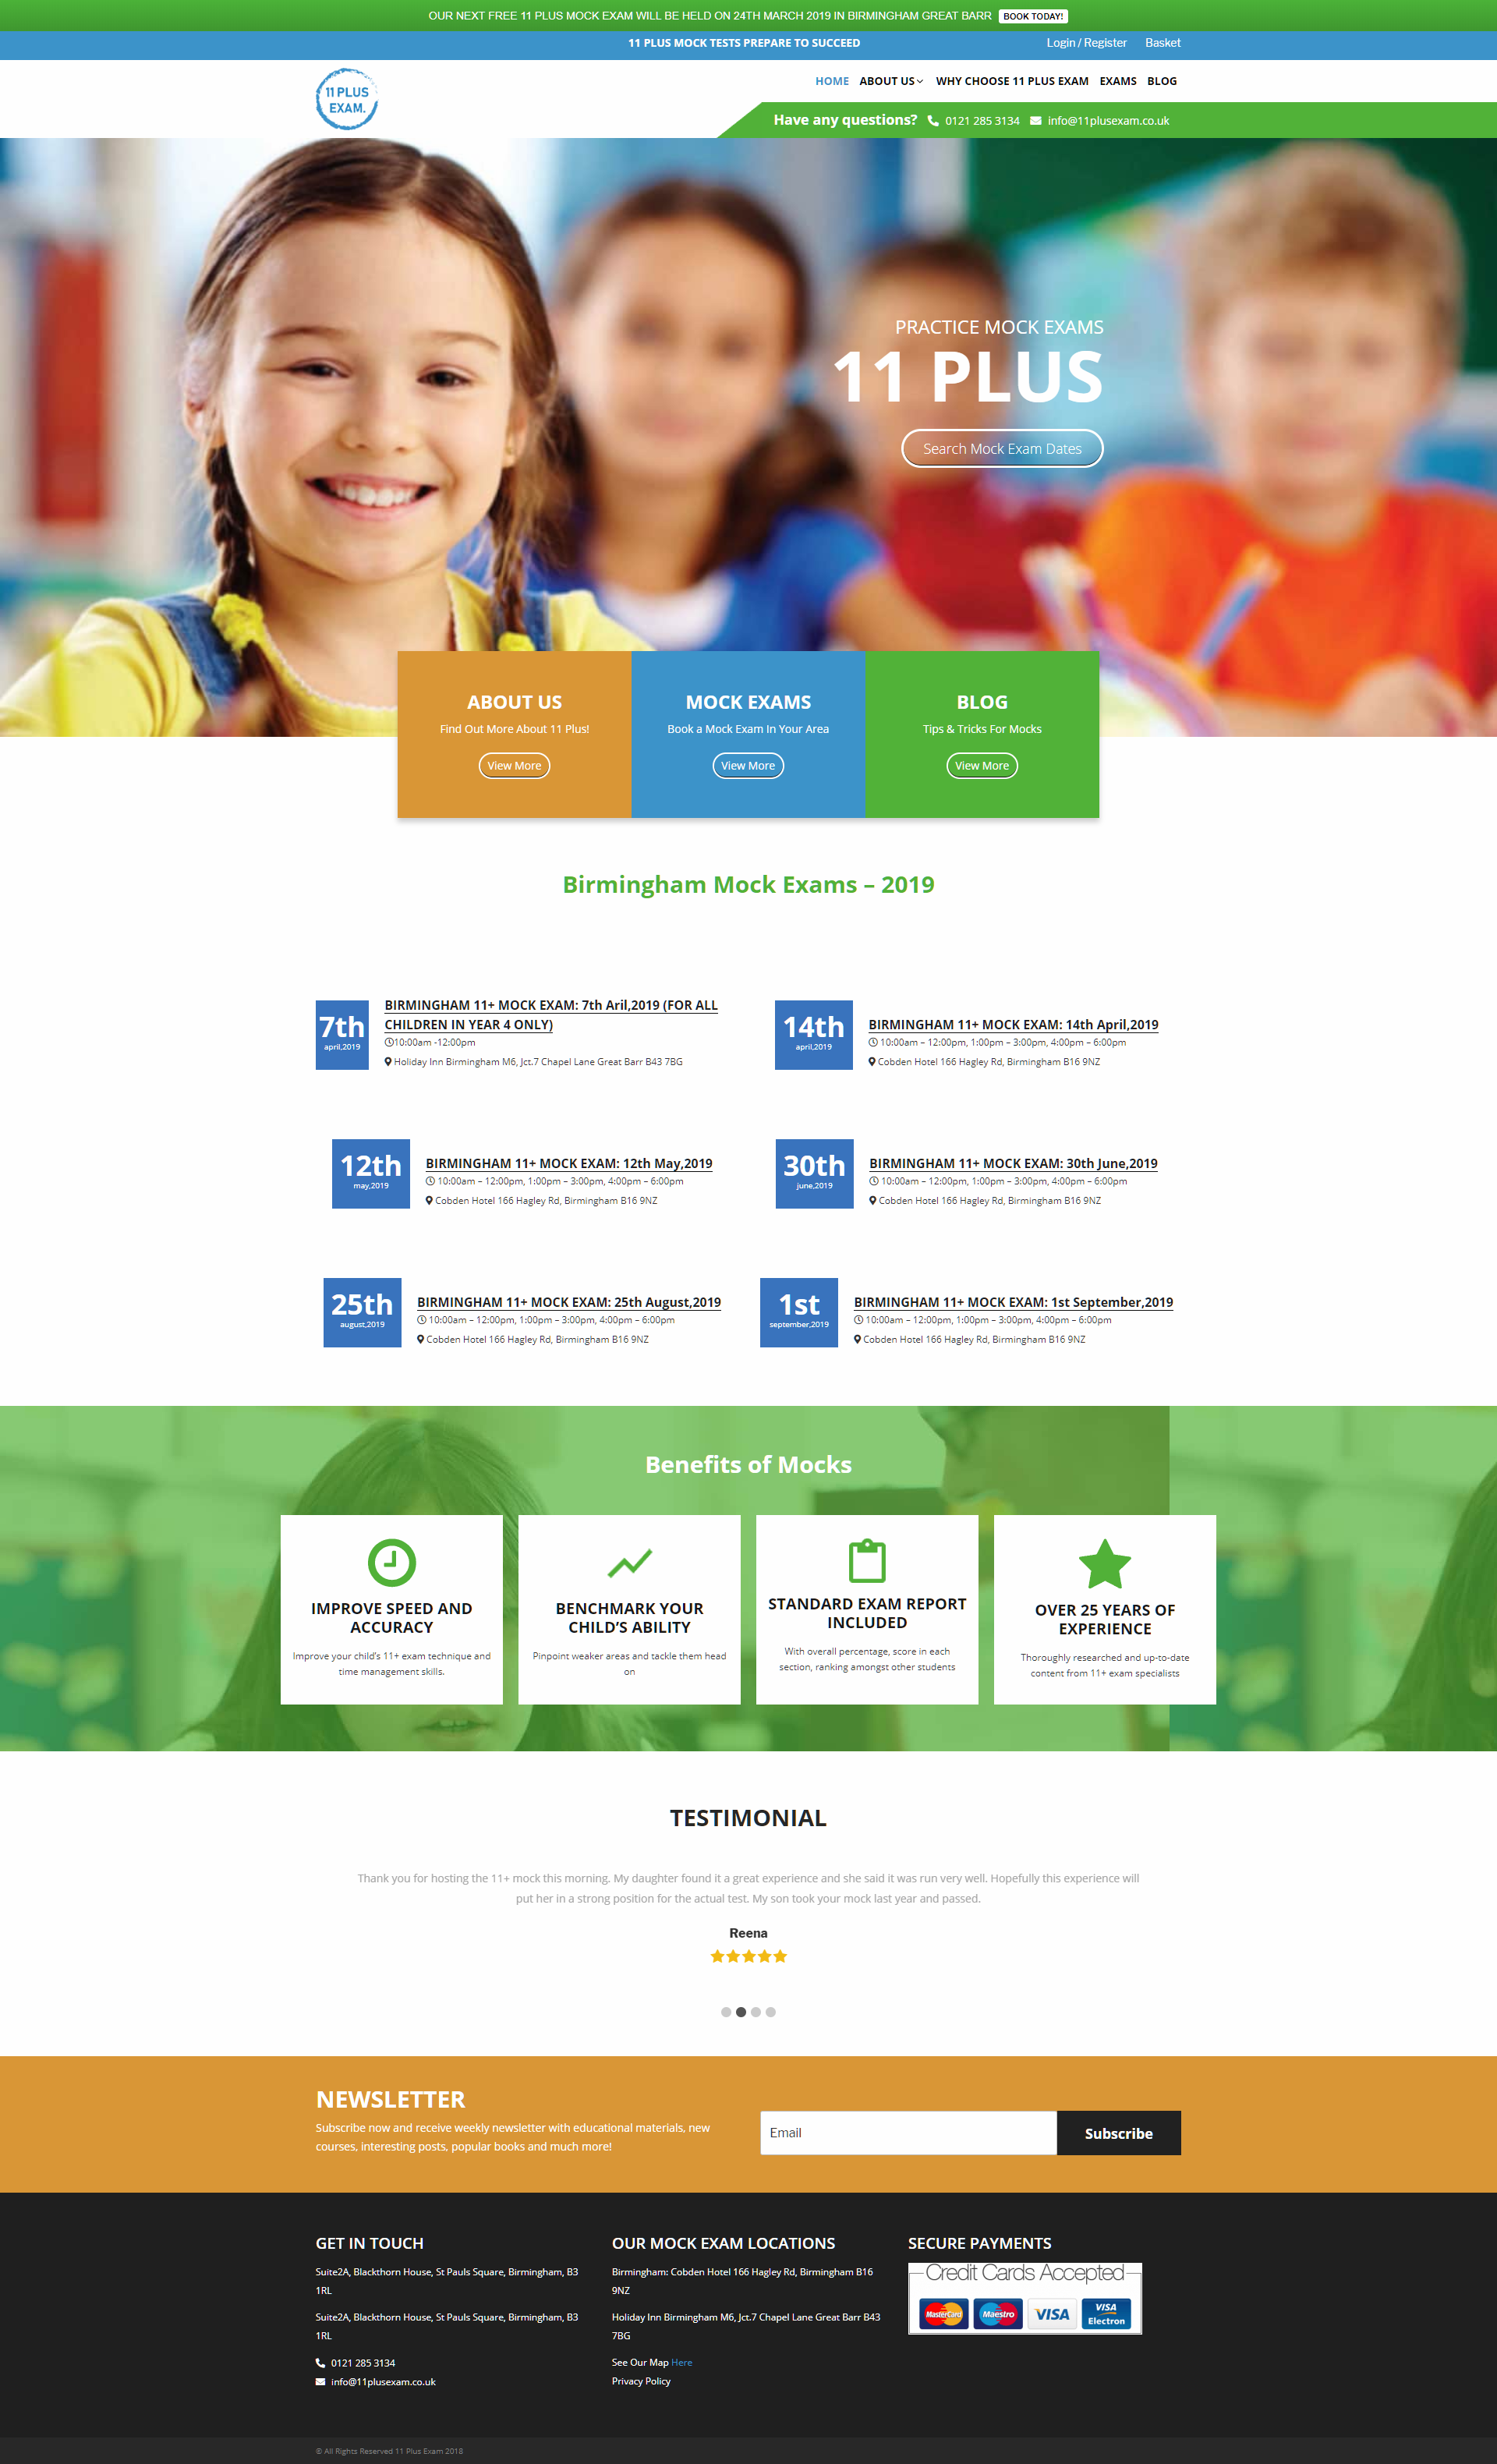 OUR NEXT FREE 11 PLUS MOCK EXAM WILL BE HELD ON 24TH MARCH 2019 IN BIRMINGHAM GREAT BARR BOOK TODAY!
11 PLUS MOCK TESTS PREPARE TO SUCCEED
Login / Register Basket
11 PLUS
EXAM.
HOME ABOUT US WHY CHOOSE 11 PLUS EXAM EXAMS BLOG
Have any questions? 0121 285 3134 info@11plusexam.co.uk
PRACTICE MOCK EXAMS
11 PLUS
Search Mock Exam Dates
ABOUT US
Find Out More About 11 Plus!
View More
MOCK EXAMS
Book a Mock Exam In Your Area
View More
BLOG
Tips & Tricks For Mocks
View More
Birmingham Mock Exams – 2019
7th
april,2019
BIRMINGHAM 11+ MOCK EXAM: 7th Aril,2019 (FOR ALL
CHILDREN IN YEAR 4 ONLY)
10:00am -12:00pm
Holiday Inn Birmingham M6, Jct.7 Chapel Lane Great Barr B43 7BG
14th
april,2019
BIRMINGHAM 11+ MOCK EXAM: 14th April,2019
10:00am – 12:00pm, 1:00pm – 3:00pm, 4:00pm – 6:00pm
Cobden Hotel 166 Hagley Rd, Birmingham B16 9NZ
12th
may,2019
BIRMINGHAM 11+ MOCK EXAM: 12th May,2019
10:00am – 12:00pm, 1:00pm – 3:00pm, 4:00pm – 6:00pm
Cobden Hotel 166 Hagley Rd, Birmingham B16 9NZ
30th
june,2019
BIRMINGHAM 11+ MOCK EXAM: 30th June,2019
10:00am – 12:00pm, 1:00pm – 3:00pm, 4:00pm – 6:00pm
Cobden Hotel 166 Hagley Rd, Birmingham B16 9NZ
25th
august,2019
BIRMINGHAM 11+ MOCK EXAM: 25th August,2019
10:00am – 12:00pm, 1:00pm – 3:00pm, 4:00pm – 6:00pm
Cobden Hotel 166 Hagley Rd, Birmingham B16 9NZ
1st
september,2019
BIRMINGHAM 11+ MOCK EXAM: 1st September,2019
10:00am – 12:00pm, 1:00pm – 3:00pm, 4:00pm – 6:00pm
Cobden Hotel 166 Hagley Rd, Birmingham B16 9NZ
Benefits of Mocks
IMPROVE SPEED AND
ACCURACY
Improve your child's 11+ exam technique and
time management skills.
BENCHMARK YOUR
CHILD'S ABILITY
Pinpoint weaker areas and tackle them head
on
STANDARD EXAM REPORT
INCLUDED
With overall percentage, score in each
section, ranking amongst other students
OVER 25 YEARS OF
EXPERIENCE
Thoroughly researched and up-to-date
content from 11+ exam specialists
TESTIMONIAL
Thank you for hosting the 11+ mock this morning. My daughter found it a great experience and she said it was run very well. Hopefully this experience will
put her in a strong position for the actual test. My son took your mock last year and passed.
Reena
NEWSLETTER
Subscribe now and receive weekly newsletter with educational materials, new
courses, interesting posts, popular books and much more!
Email
Subscribe
GET IN TOUCH
Suite2A, Blackthorn House, St Pauls Square, Birmingham, B3
1RL
Suite2A, Blackthorn House, St Pauls Square, Birmingham, B3
1RL
0121 285 3134
info@11plusexam.co.uk
OUR MOCK EXAM LOCATIONS
Birmingham: Cobden Hotel 166 Hagley Rd, Birmingham B16
9NZ
Holiday Inn Birmingham M6, Jct.7 Chapel Lane Great Barr B43
7BG
See Our Map Here
Privacy Policy
SECURE PAYMENTS
Credit Cards Accepted
MasterCard Maestro VISA VISA Electron
© All Rights Reserved 11 Plus Exam 2018